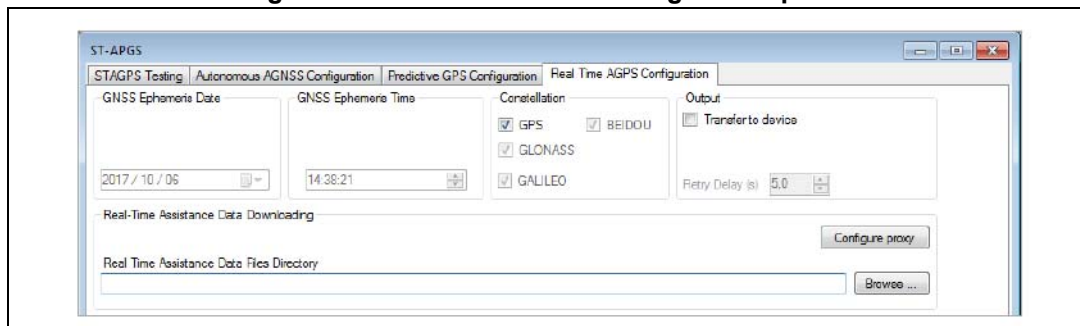 ST-APGS
STAGPS Testing Autonomous AGNSS Configuration Predictive GPS Configuration Real Time AGPS Configuration
GNSS Ephemeris Date GNSS Ephemeris Time Constellation Output
GPS BEIDOU Transfer to device
GLONASS
2017 / 10 / 06 14:38:21 GALILEO Retry Delay (s) 5.0
Real-Time Assistance Data Downloading
Configure proxy
Real Time Assistance Data Files Directory
Browse ...